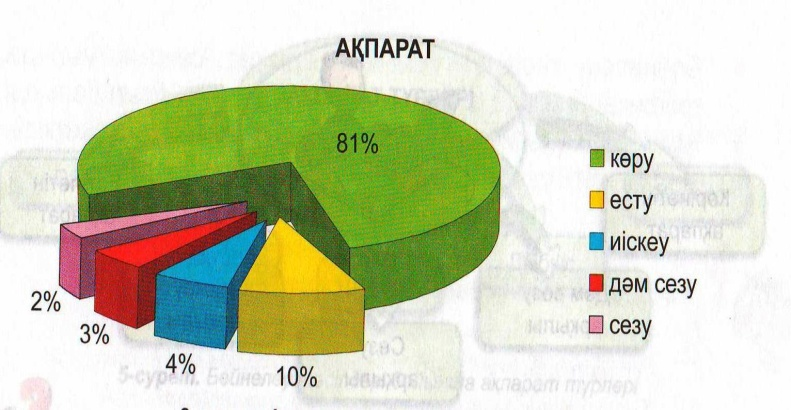 АҚПАРАТ
81%
көру
есту
иіскеу
дәм сезу
сезу
2%
3%
4%
10%